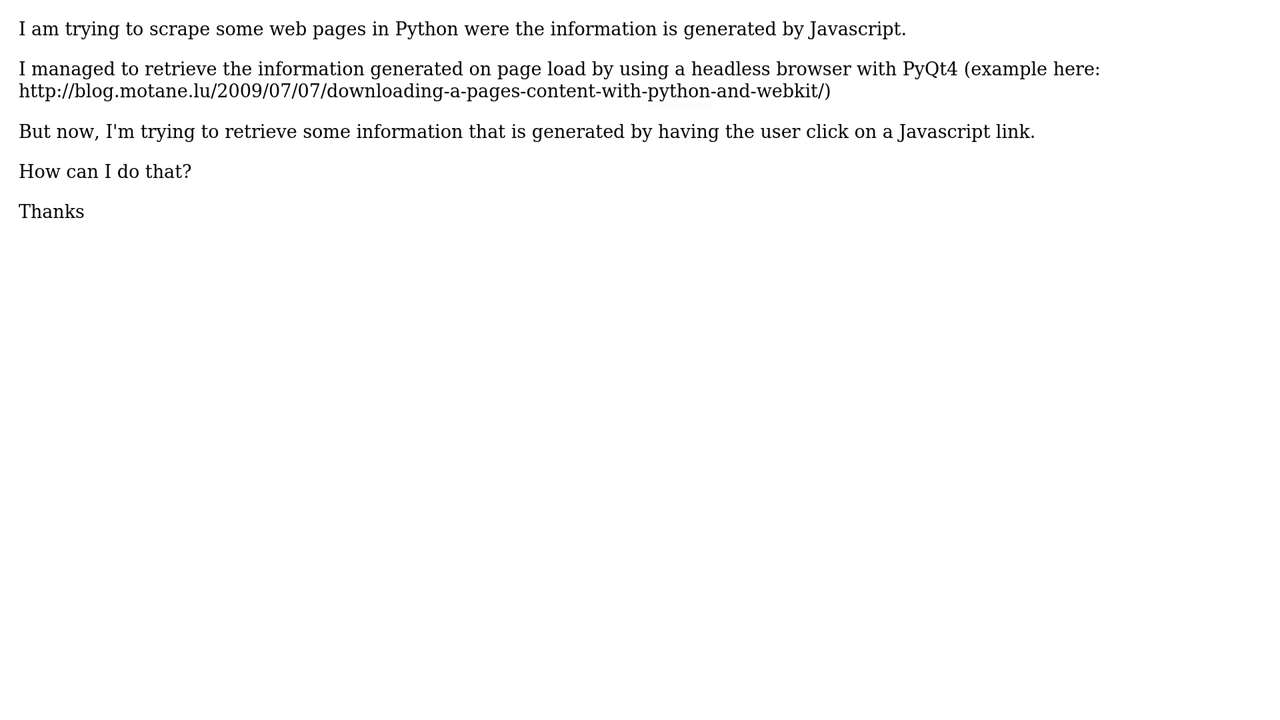 I am trying to scrape some web pages in Python were the information is generated by Javascript.
I managed to retrieve the information generated on page load by using a headless browser with PyQt4 (example here:
http://blog.motane.lu/2009/07/07/downloading-a-pages-content-with-python-and-webkit/)
But now, I'm trying to retrieve some information that is generated by having the user click on a Javascript link.
How can I do that?
Thanks